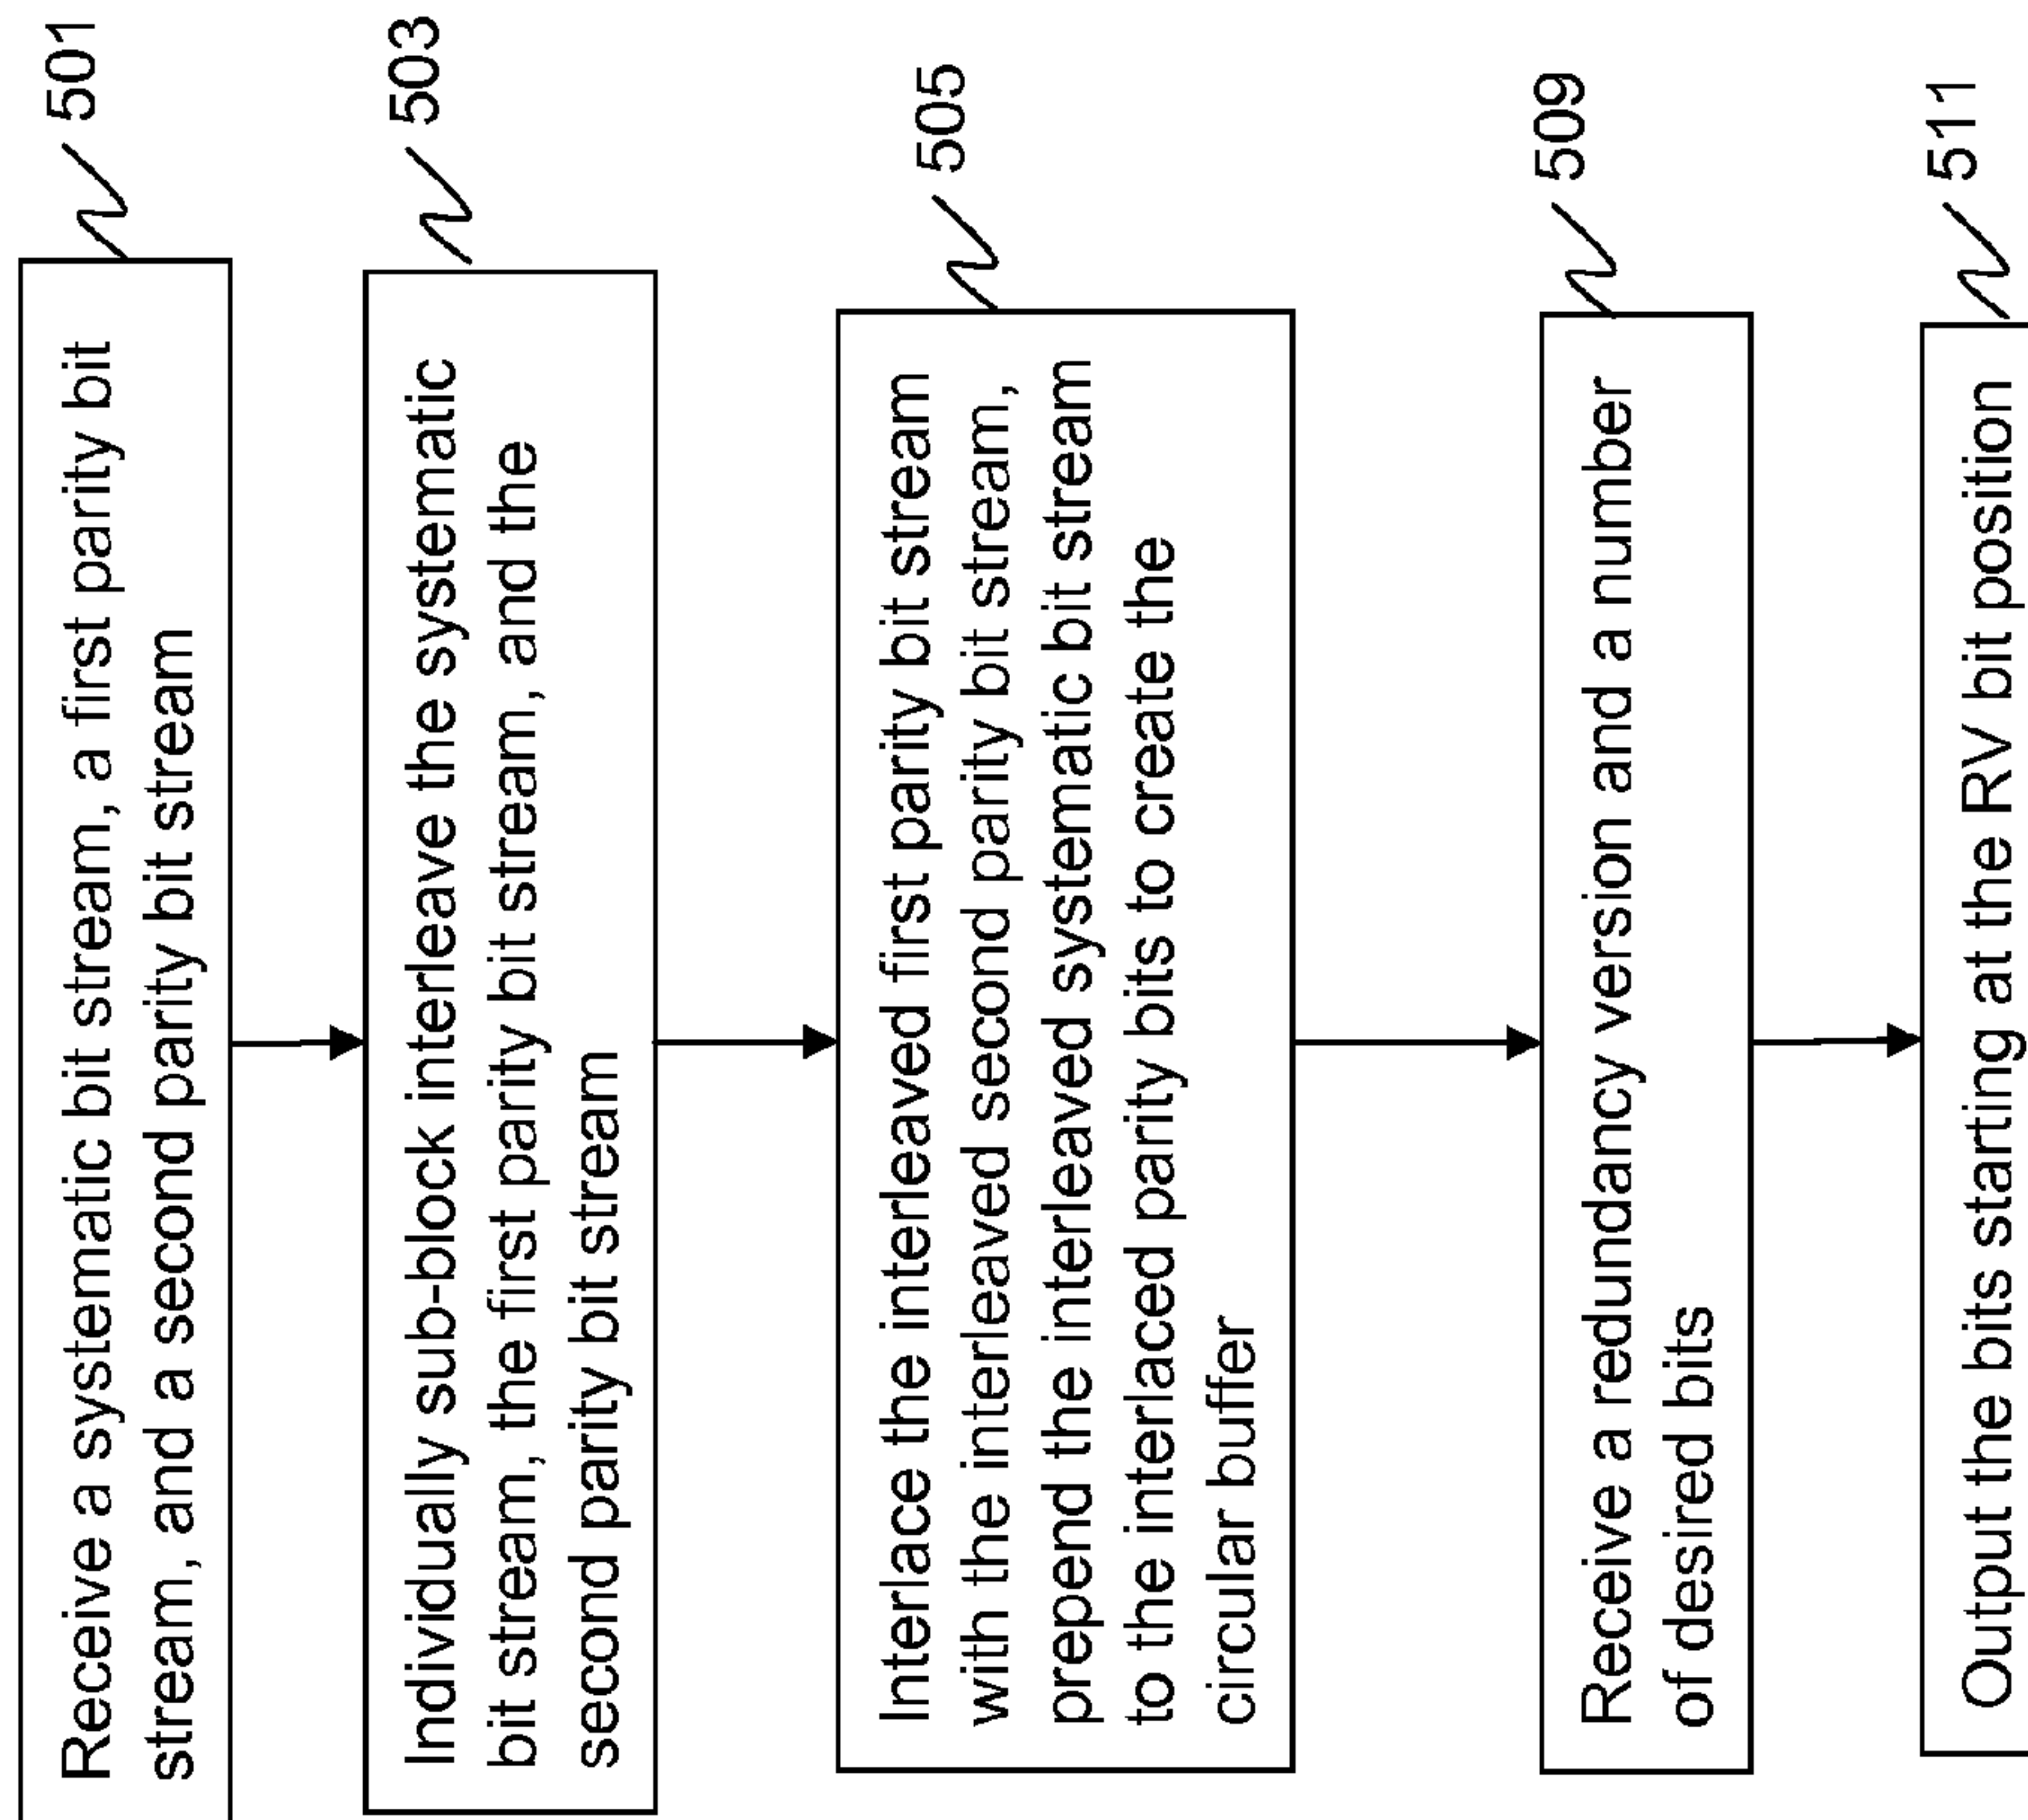 501
Receive a systematic bit stream, a first parity bit
stream, and a second parity bit stream
503
Individually sub-block interleave the systematic
bit stream, the first parity bit stream, and the
second parity bit stream
505
Interlace the interleaved first parity bit stream
with the interleaved second parity bit stream,
prepend the interleaved systematic bit stream
to the interlaced parity bits to create the
circular buffer
509
Receive a redundancy version and a number
of desired bits
511
Output the bits starting at the RV bit position